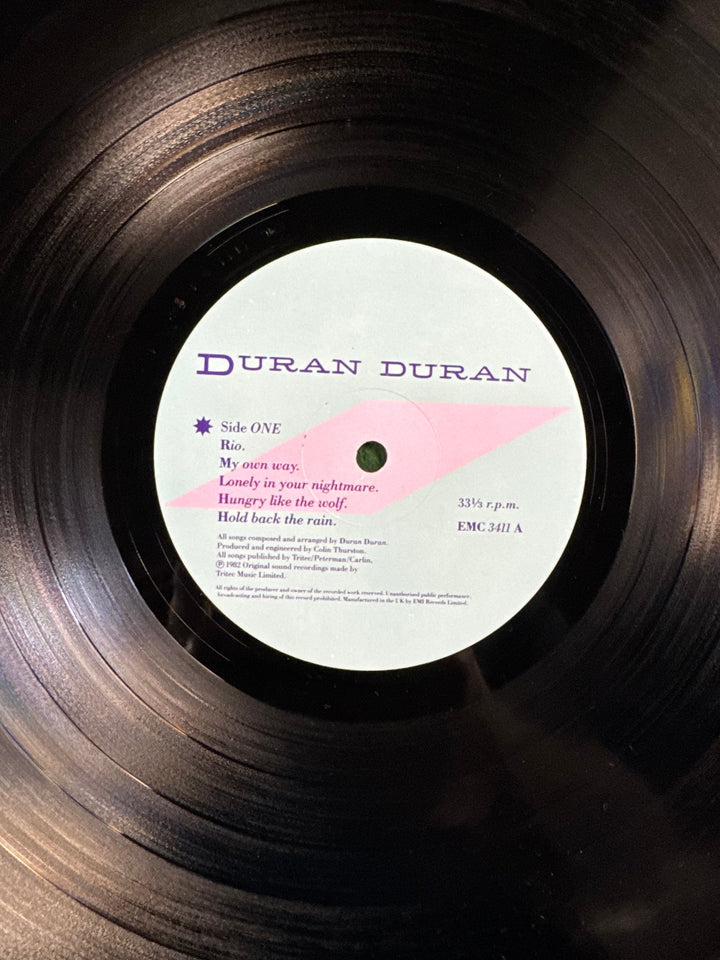 DURAN DURAN
Side ONE
Rio.
My own way.
Lonely in your nightmare.
Hungry like the wolf.
Hold back the rain.
33⅓ r.p.m.
EMC 3411 A
All songs composed and arranged by Duran Duran.
Produced and engineered by Colin Thurston.
All songs published by Tritec/Peterman/Carlin.
℗ 1982 Original sound recordings made by
Tritec Music Limited.
All rights of the producer and owner of the recorded work reserved. Unauthorised public performance,
broadcasting and hiring of this record prohibited. Manufactured in the U K by EMI Records Limited.